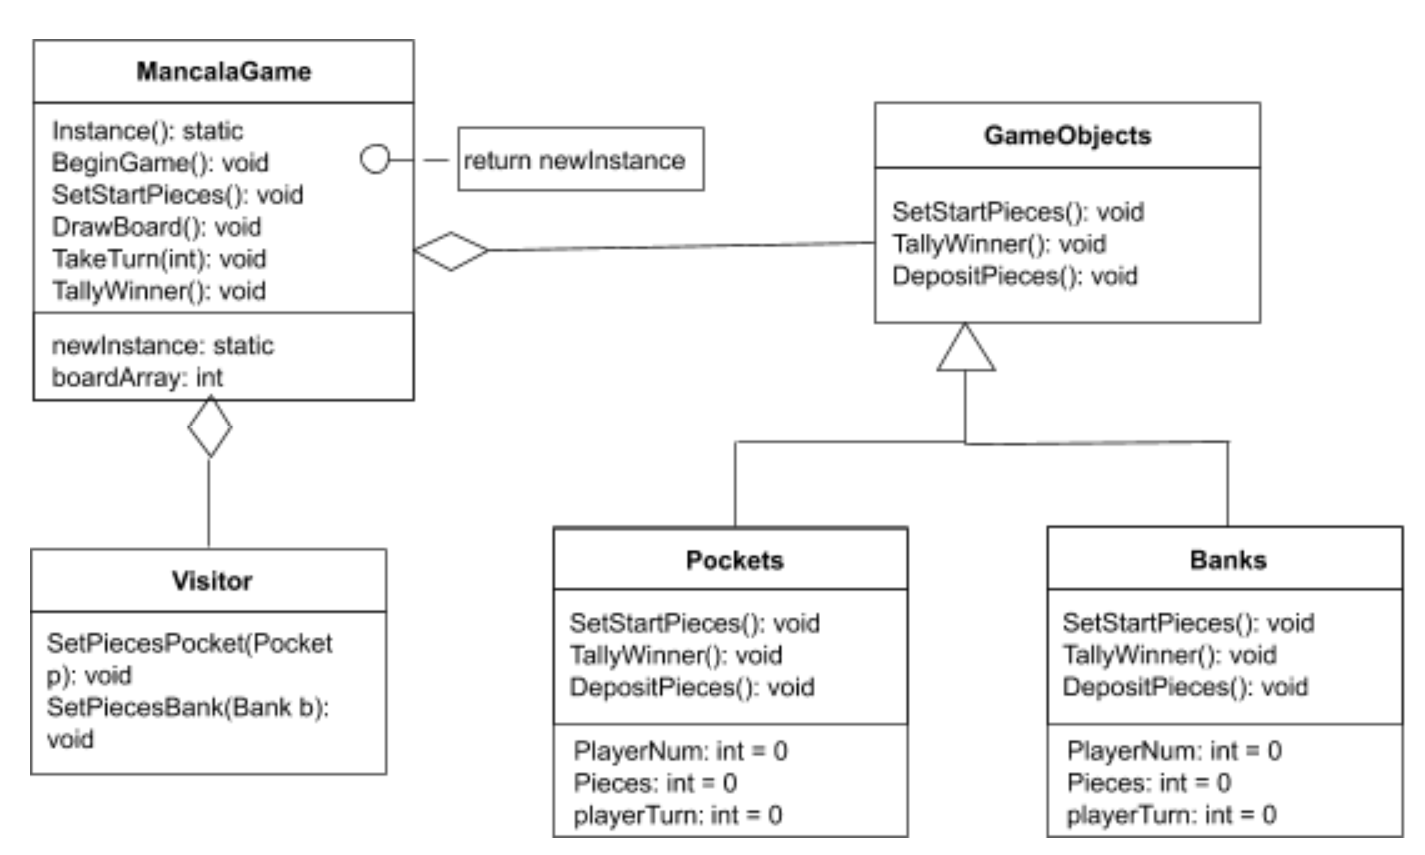 MancalaGame
Instance(): static
BeginGame(): void
SetStartPieces(): void
DrawBoard(): void
TakeTurn(int): void
TallyWinner(): void
newInstance: static
boardArray: int
return newInstance
GameObjects
SetStartPieces(): void
TallyWinner(): void
DepositPieces(): void
Visitor
SetPiecesPocket(Pocket
p): void
SetPiecesBank(Bank b):
void
Pockets
SetStartPieces(): void
TallyWinner(): void
DepositPieces(): void
PlayerNum: int = 0
Pieces: int = 0
playerTurn: int = 0
Banks
SetStartPieces(): void
TallyWinner(): void
DepositPieces(): void
PlayerNum: int = 0
Pieces: int = 0
playerTurn: int = 0